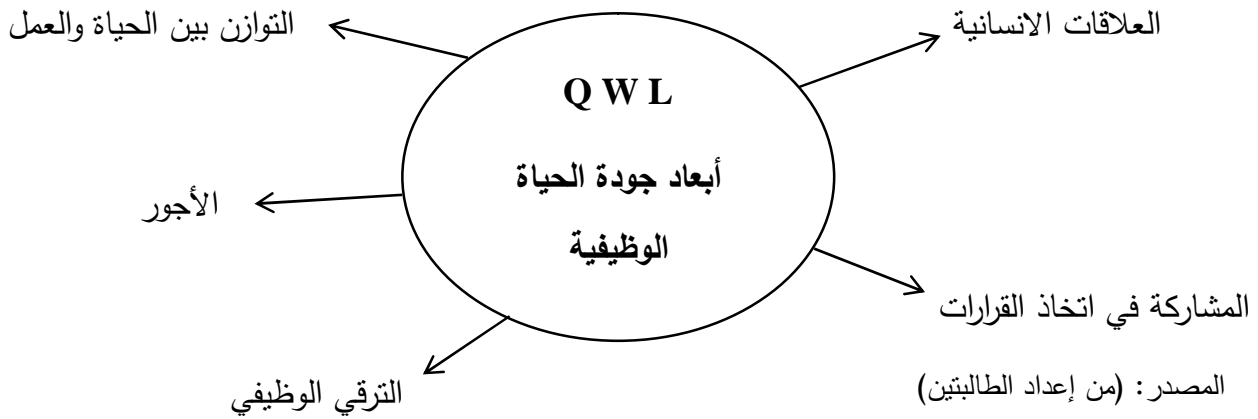 العلاقات الانسانية
التوازن بين الحياة والعمل
Q W L
أبعاد جودة الحياة
الوظيفية
الأجور
المشاركة في اتخاذ القرارات
الترقي الوظيفي
المصدر: (من إعداد الطالبتين)